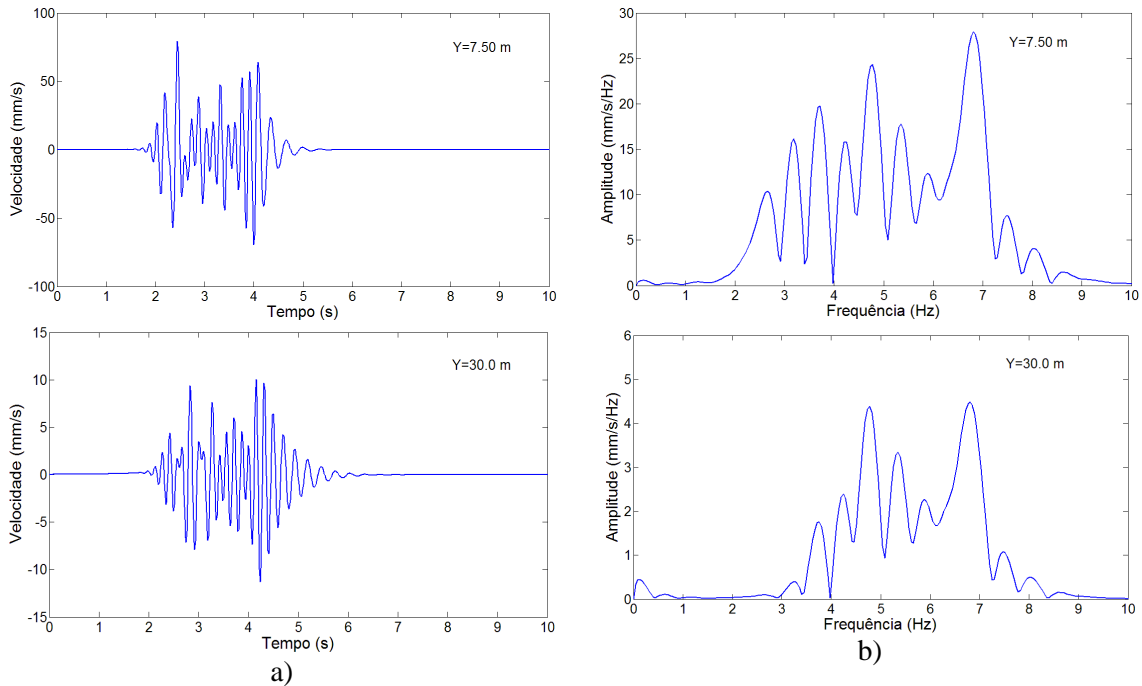 Velocidade (mm/s)
100
50
0
-50
-100
Y=7.50 m
0 1 2 3 4 5 6 7 8 9 10
Tempo (s)
Amplitude (mm/s/Hz)
30
25
20
15
10
5
0
Y=7.50 m
0 1 2 3 4 5 6 7 8 9 10
Frequência (Hz)
Velocidade (mm/s)
15
10
5
0
-5
-10
-15
Y=30.0 m
0 1 2 3 4 5 6 7 8 9 10
Tempo (s)
a)
Amplitude (mm/s/Hz)
6
5
4
3
2
1
0
Y=30.0 m
0 1 2 3 4 5 6 7 8 9 10
Frequência (Hz)
b)